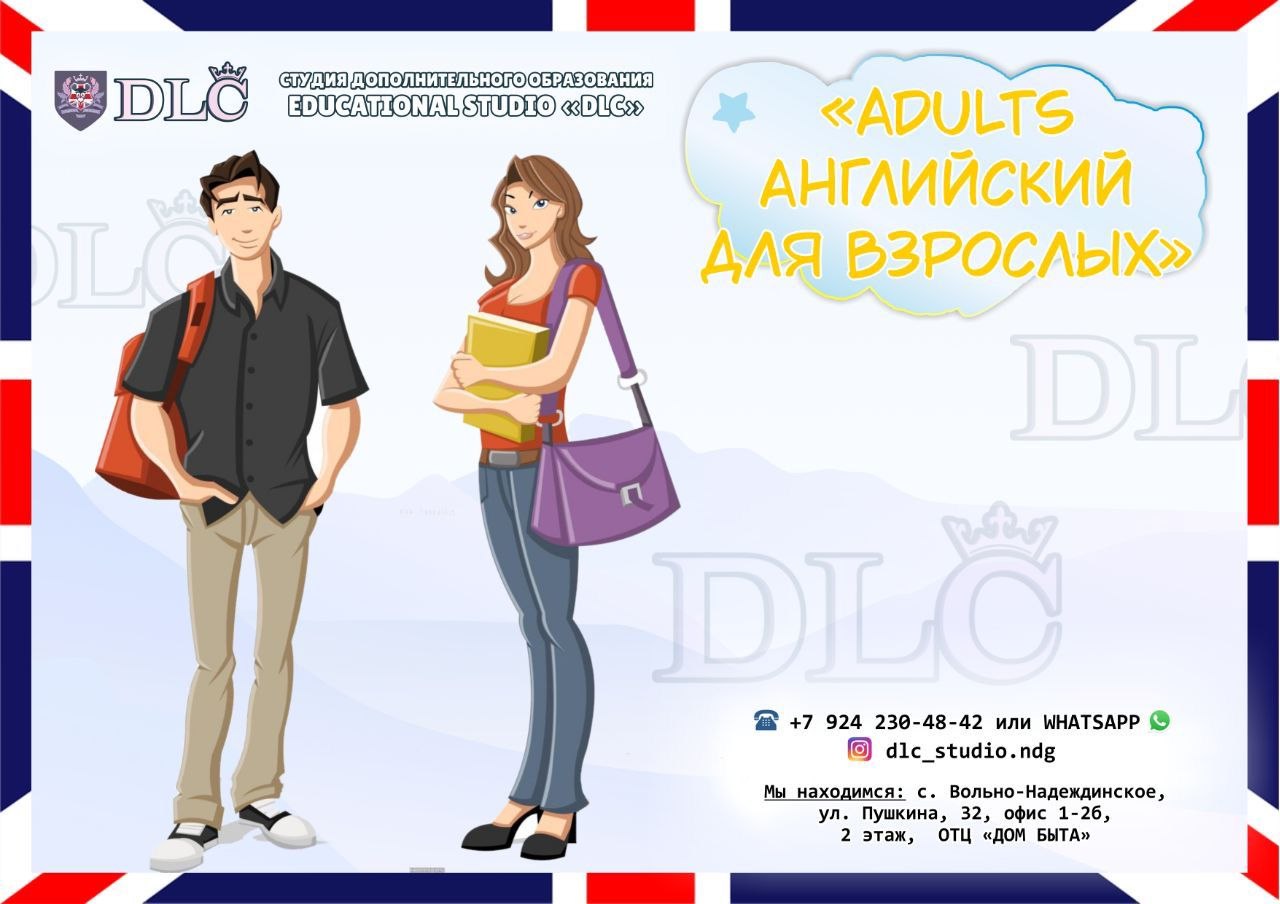 DLC
СТУДИЯ ДОПОЛНИТЕЛЬНОГО ОБРАЗОВАНИЯ
EDUCATIONAL STUDIO «DLC»
«ADULTS
АНГЛИЙСКИЙ
ДЛЯ ВЗРОСЛЫХ»
DLC
DLC
DLC
+7 924 230-48-42 или WHATSAPP
dlc_studio.ndg
Мы находимся: с. Вольно-Надеждинское,
ул. Пушкина, 32, офис 1-2б,
2 этаж, ОТЦ «ДОМ БЫТА»